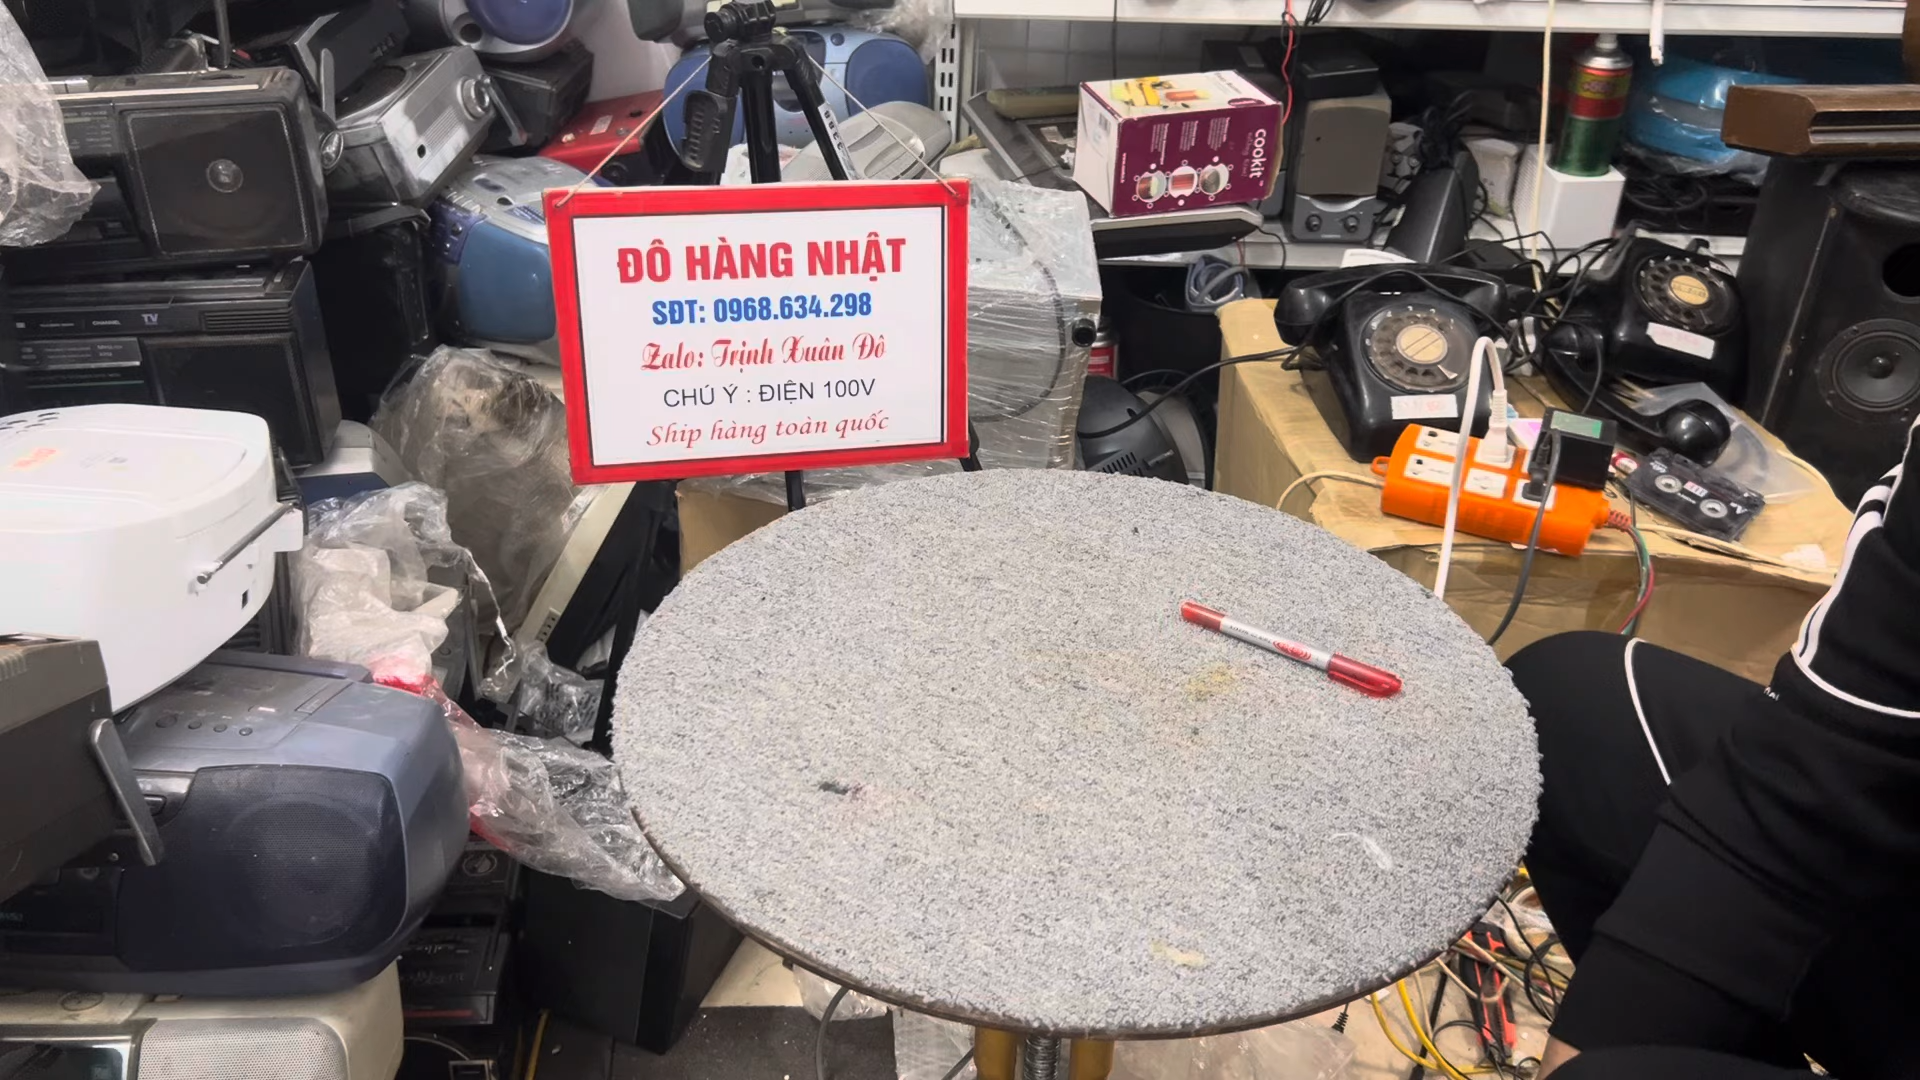 ĐÔ HÀNG NHẬT
SĐT: 0968.634.298
Zalo: Trịnh Xuân Đô
CHÚ Ý : ĐIỆN 100V
Ship hàng toàn quốc
cookit
TV